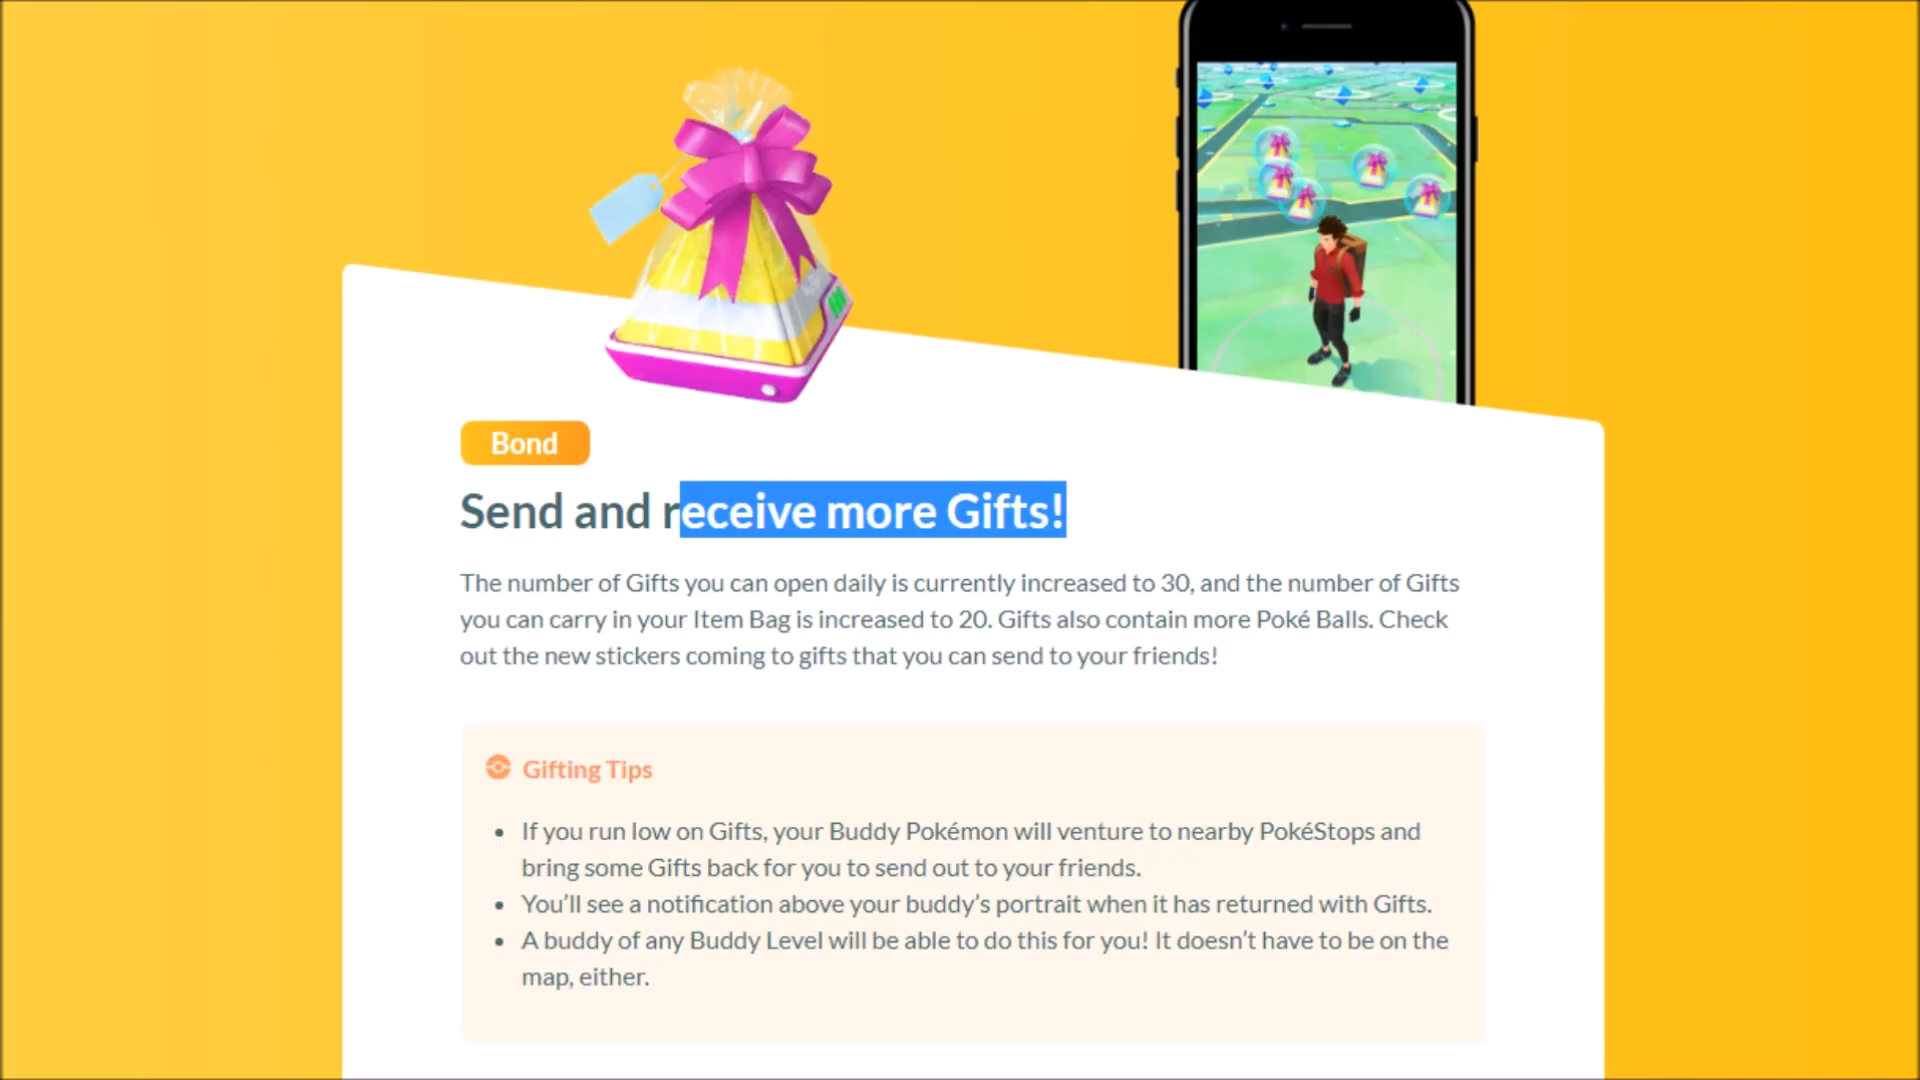 Bond
Send and receive more Gifts!
The number of Gifts you can open daily is currently increased to 30, and the number of Gifts
you can carry in your Item Bag is increased to 20. Gifts also contain more Poké Balls. Check
out the new stickers coming to gifts that you can send to your friends!
Gifting Tips
• If you run low on Gifts, your Buddy Pokémon will venture to nearby PokéStops and
bring some Gifts back for you to send out to your friends.
• You’ll see a notification above your buddy’s portrait when it has returned with Gifts.
• A buddy of any Buddy Level will be able to do this for you! It doesn’t have to be on the
map, either.